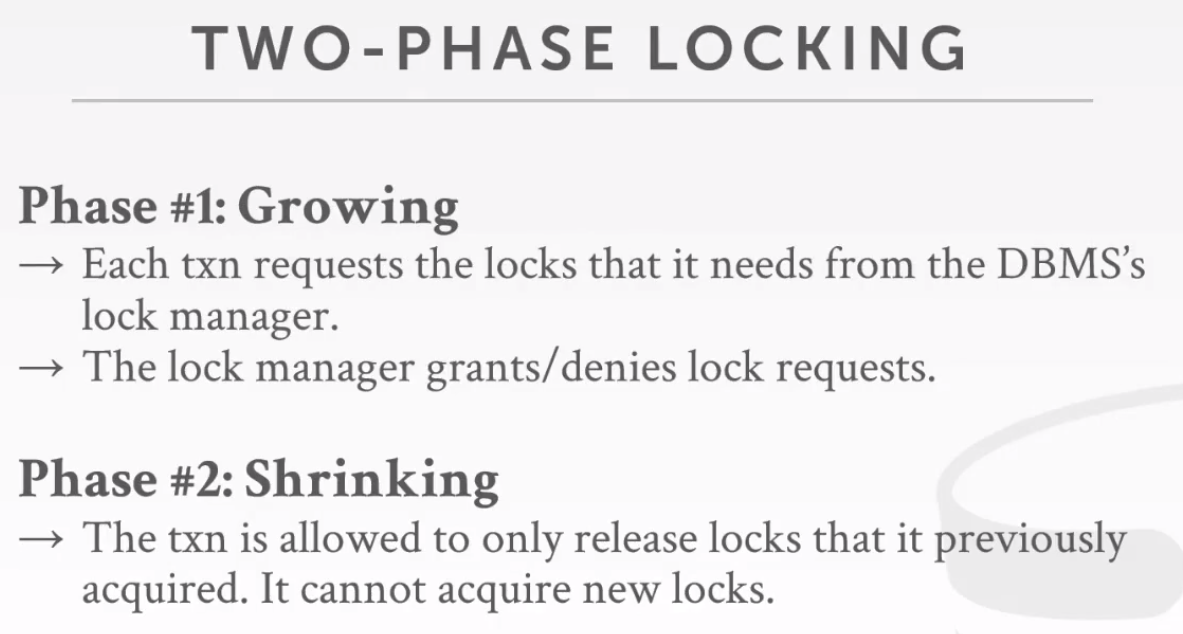 TWO-PHASE LOCKING
Phase #1: Growing
→ Each txn requests the locks that it needs from the DBMS’s
lock manager.
→ The lock manager grants/denies lock requests.
Phase #2: Shrinking
→ The txn is allowed to only release locks that it previously
acquired. It cannot acquire new locks.